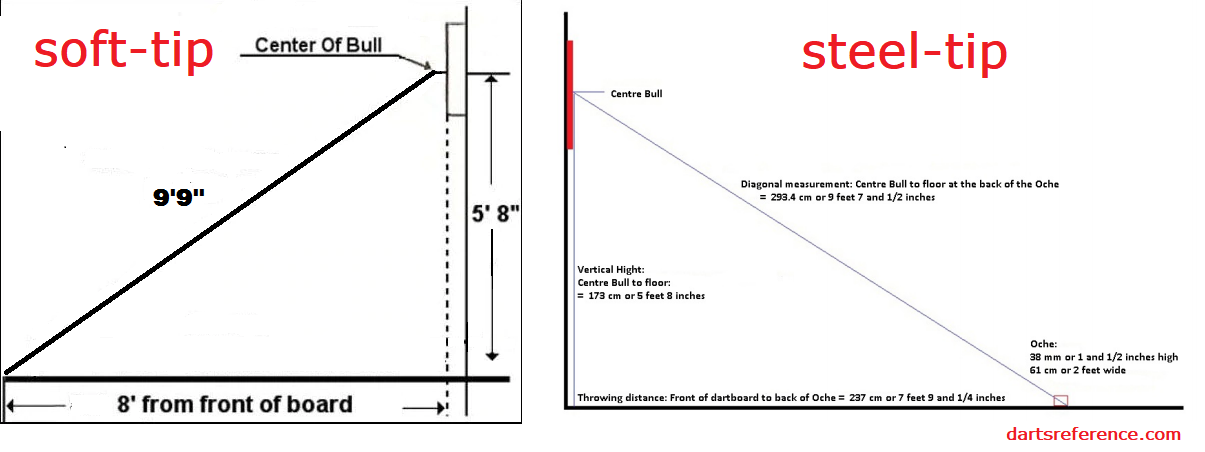 soft-tip
Center Of Bull
9'9"
5' 8"
8' from front of board
steel-tip
Centre Bull
Diagonal measurement: Centre Bull to floor at the back of the Oche
= 293.4 cm or 9 feet 7 and 1/2 inches
Vertical Hight:
Centre Bull to floor:
= 173 cm or 5 feet 8 inches
Oche:
38 mm or 1 and 1/2 inches high
61 cm or 2 feet wide
Throwing distance: Front of dartboard to back of Oche = 237 cm or 7 feet 9 and 1/4 inches
dartsreference.com